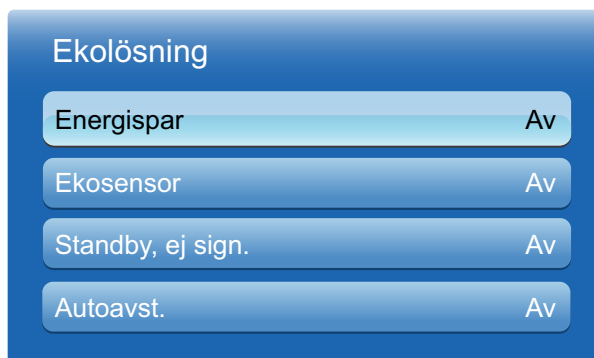 Ekolösning
Energispar Av
Ekosensor Av
Standby, ej sign. Av
Autoavst. Av